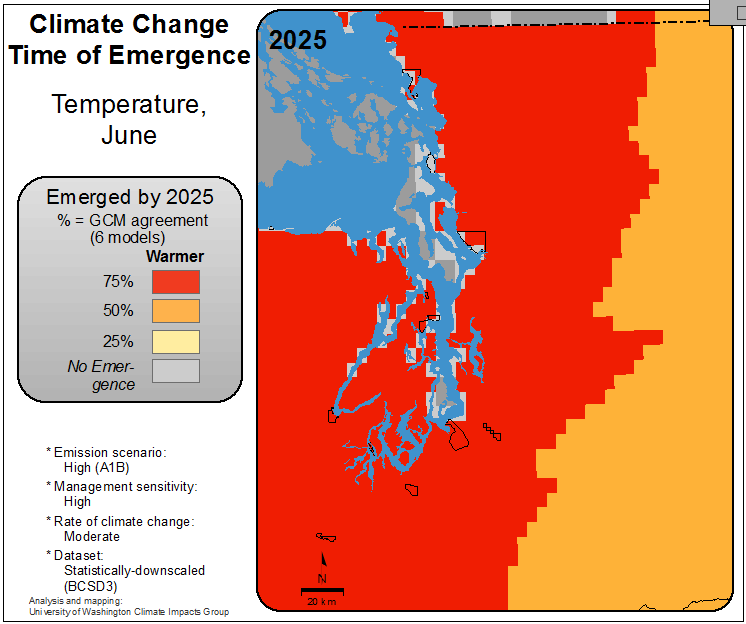 Climate Change
Time of Emergence
Temperature,
June
Emerged by 2025
% = GCM agreement
(6 models)
Warmer
75%
50%
25%
No Emer-
gence
* Emission scenario:
High (A1B)
* Management sensitivity:
High
* Rate of climate change:
Moderate
* Dataset:
Statistically-downscaled
(BCSD3)
Analysis and mapping:
University of Washington Climate Impacts Group
2025
N
20 km